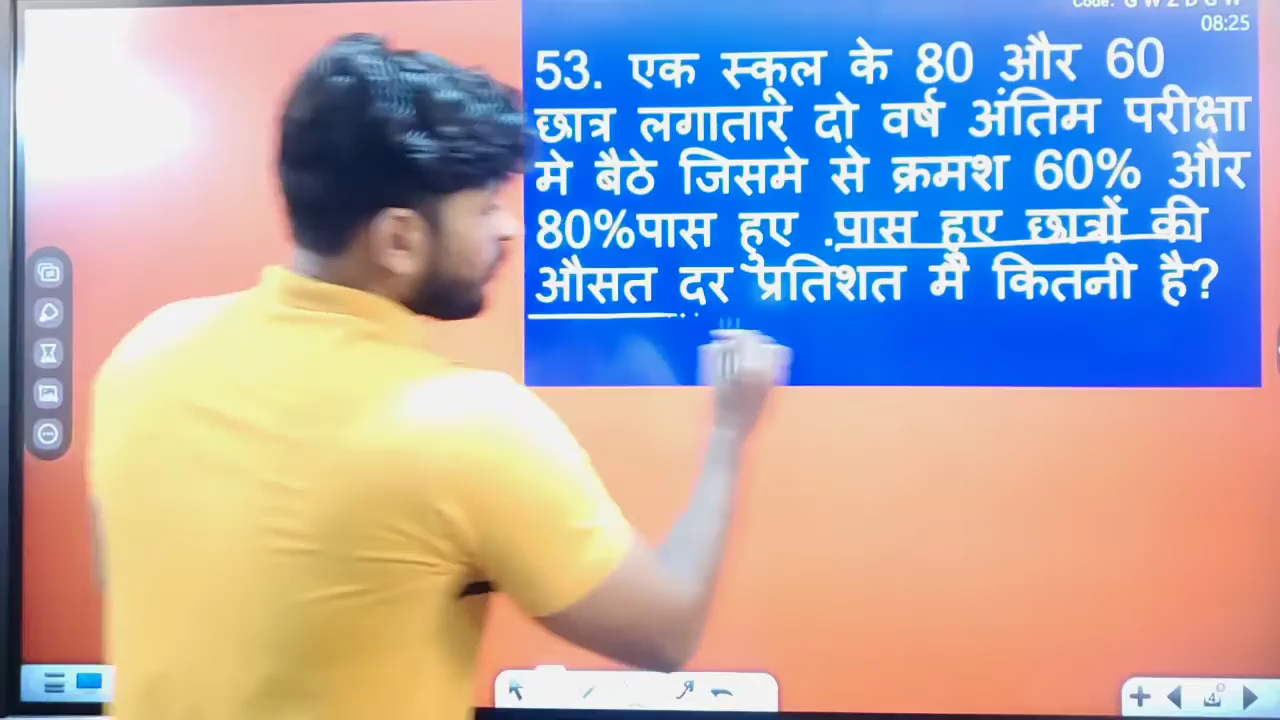 08:25
53. एक स्कूल के 80 और 60
छात्र लगातार दो वर्ष अंतिम परीक्षा
मे बैठे जिसमे से क्रमश 60% और
80%पास हुए .पास हुए छात्रों की
औसत दर प्रतिशत में कितनी है?